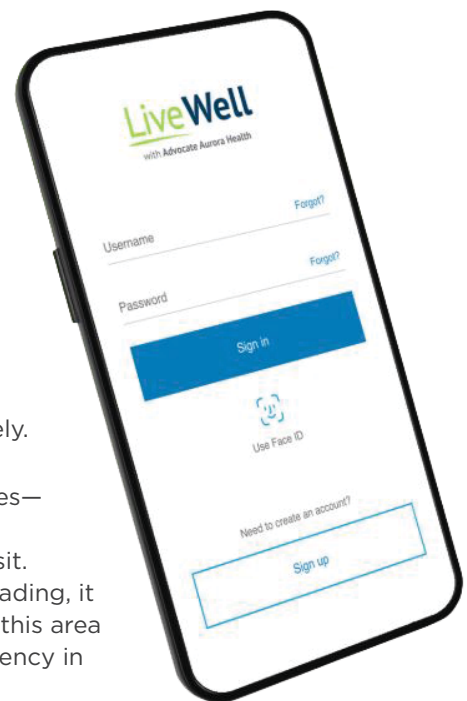 LiveWell
with Advocate Aurora Health
Forgot?
Username
Forgot?
Password
Sign in
Use Face ID
Need to create an account?
Sign up
ely.
es—
sit.
ading, it
this area
ency in